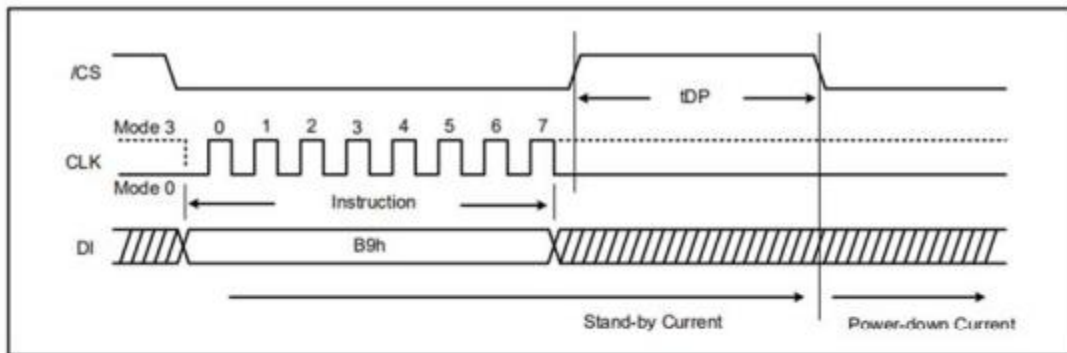 /CS
tDP
Mode 3 0 1 2 3 4 5 6 7
CLK
Mode 0
Instruction
DI
B9h
Stand-by Current
Power-down Current